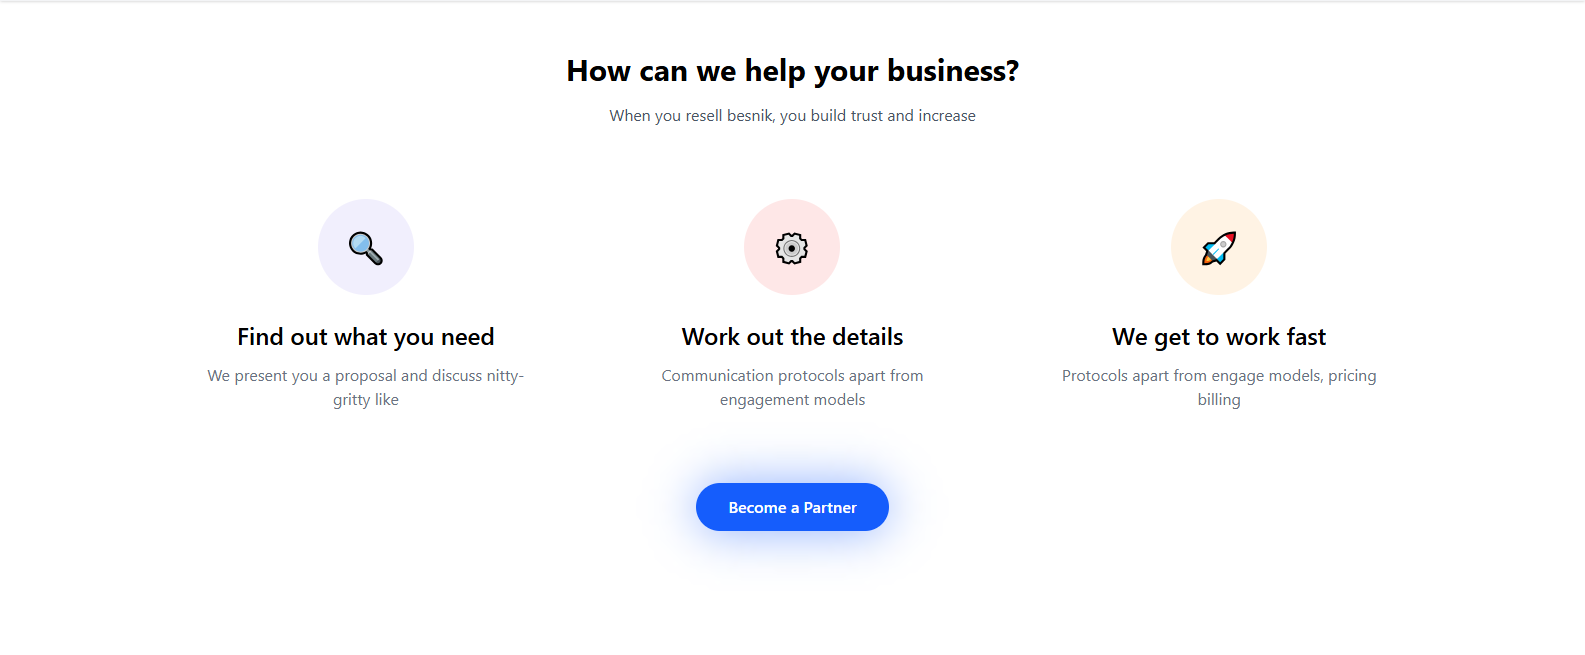 How can we help your business?
When you resell besnik, you build trust and increase
Find out what you need
We present you a proposal and discuss nitty-
gritty like
Work out the details
Communication protocols apart from
engagement models
We get to work fast
Protocols apart from engage models, pricing
billing
Become a Partner